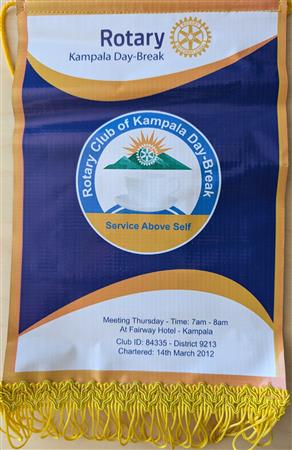 Rotary
Kampala Day-Break
Rotary Club of Kampala Day-Break
Service Above Self
Meeting Thursday - Time: 7am - 8am
At Fairway Hotel - Kampala
Club ID: 84335 - District 9213
Chartered: 14th March 2012